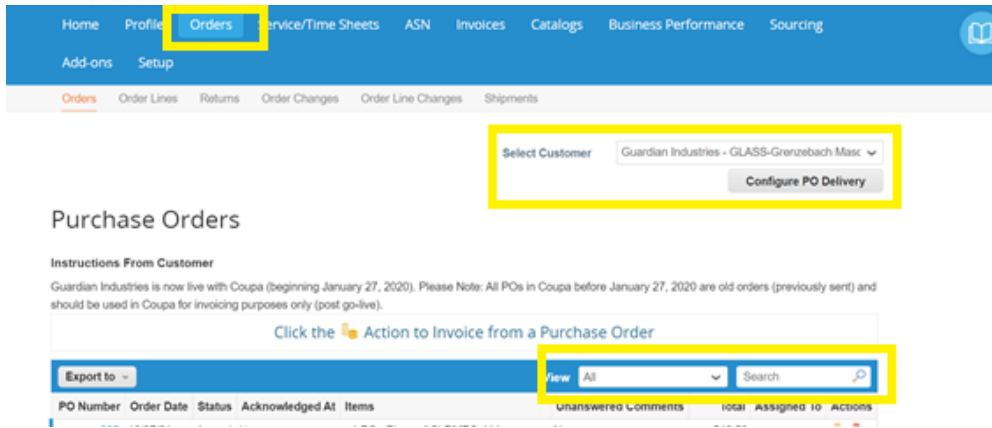 Home Profile Orders Service/Time Sheets ASN Invoices Catalogs Business Performance Sourcing
Add-ons Setup
Orders Order Lines Returns Order Changes Order Line Changes Shipments
Select Customer Guardian Industries - GLASS-Grenzebach Masc
Configure PO Delivery
Purchase Orders
Instructions From Customer
Guardian Industries is now live with Coupa (beginning January 27, 2020). Please Note: All POs in Coupa before January 27, 2020 are old orders (previously sent) and
should be used in Coupa for invoicing purposes only (post go-live).
Click the Action to Invoice from a Purchase Order
Export to View All Search
PO Number Order Date Status Acknowledged At Items Unanswered Comments Total Assigned To Actions